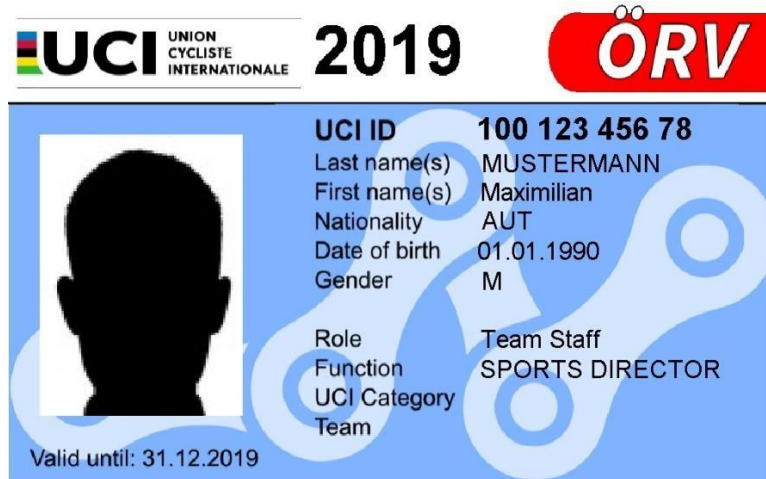 UCI UNION CYCLISTE INTERNATIONALE
2019
ÖRV
UCI ID 100 123 456 78
Last name(s) MUSTERMANN
First name(s) Maximilian
Nationality AUT
Date of birth 01.01.1990
Gender M
Role Team Staff
Function SPORTS DIRECTOR
UCI Category
Team
Valid until: 31.12.2019